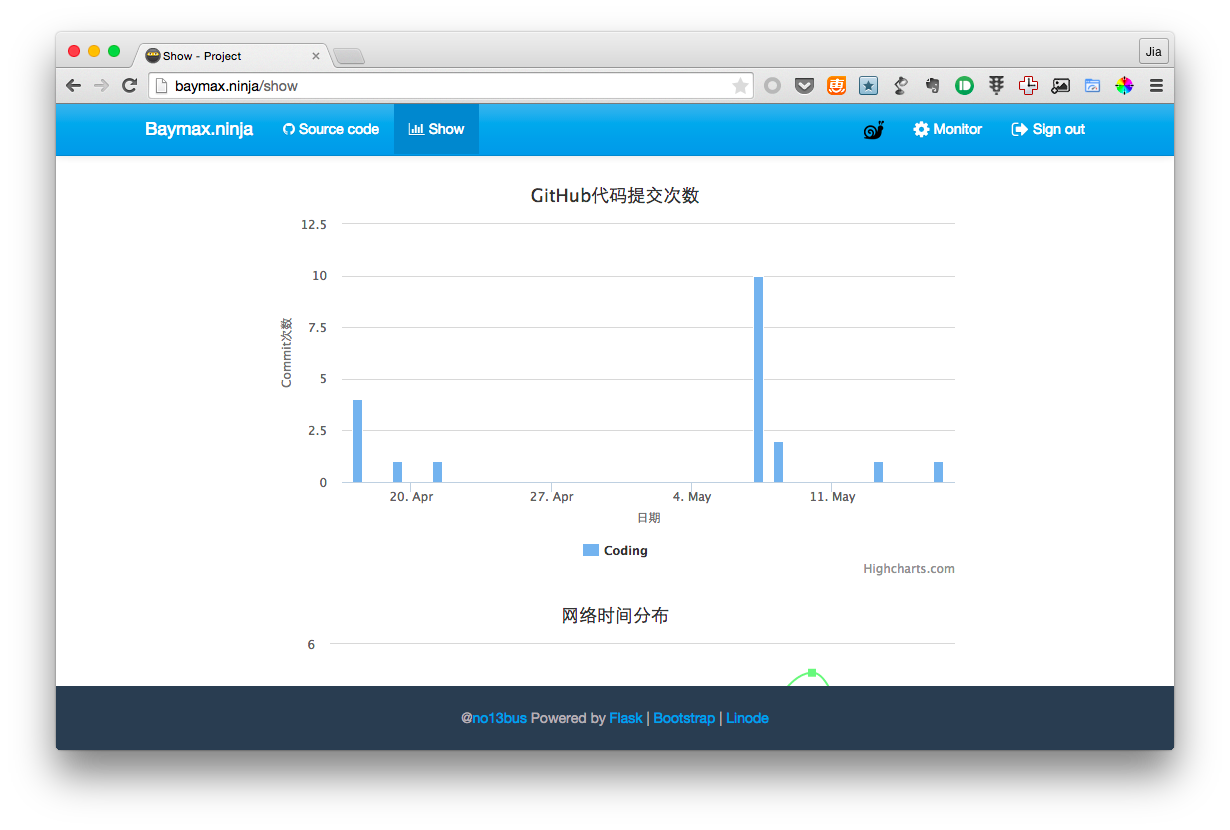 Show - Project
Jia
baymax.ninja/show
Baymax.ninja Source code Show Monitor Sign out
GitHub代码提交次数
12.5
10
7.5
5
2.5
0
Commit次数
20. Apr 27. Apr 4. May 11. May
日期
Coding
Highcharts.com
网络时间分布
6
@no13bus Powered by Flask | Bootstrap | Linode